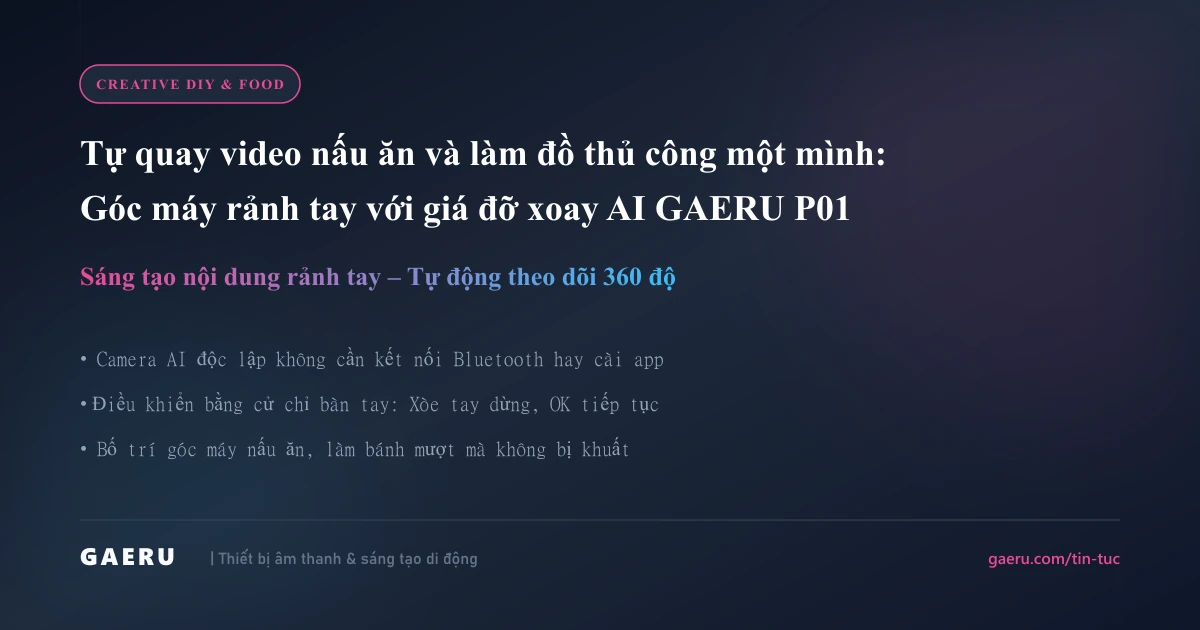 CREATIVE DIY & FOOD
Tự quay video nấu ăn và làm đồ thủ công một mình:
Góc máy rảnh tay với giá đỡ xoay AI GAERU P01
Sáng tạo nội dung rảnh tay – Tự động theo dõi 360 độ
• Camera AI độc lập không cần kết nối Bluetooth hay cài app
• Điều khiển bằng cử chỉ bàn tay: Xòe tay dừng, OK tiếp tục
• Bố trí góc máy nấu ăn, làm bánh mượt mà không bị khuất
GAERU | Thiết bị âm thanh & sáng tạo di động gaeru.com/tin-tuc